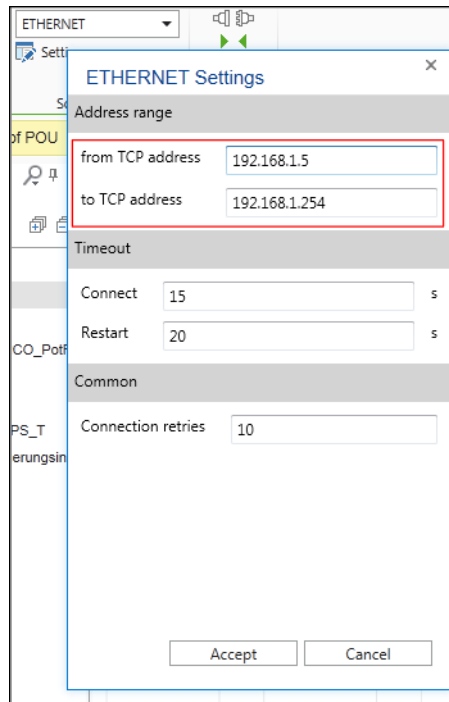 ETHERNET
Setti
ETHERNET Settings
Address range
of POU
from TCP address 192.168.1.5
to TCP address 192.168.1.254
Timeout
Connect 15 s
Restart 20 s
CO_Potf
Common
Connection retries 10
PS_T
erungsin
Accept Cancel